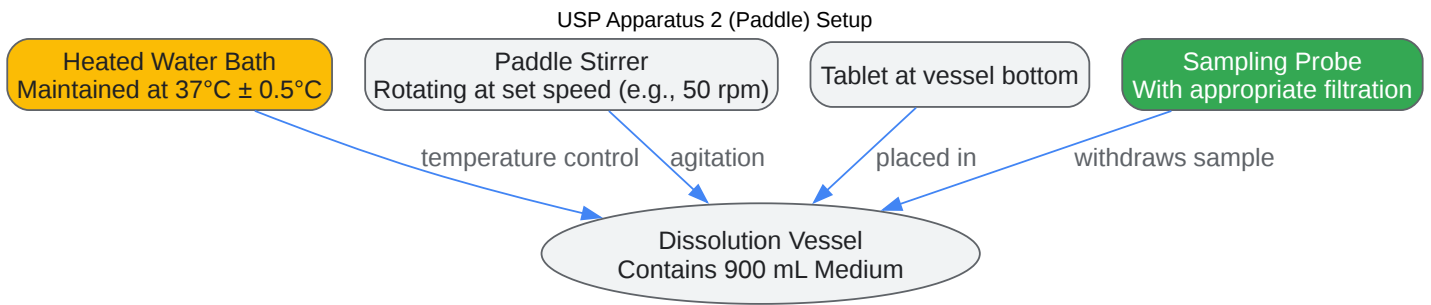 USP Apparatus 2 (Paddle) Setup
Heated Water Bath
Maintained at 37°C ± 0.5°C
Paddle Stirrer
Rotating at set speed (e.g., 50 rpm)
Tablet at vessel bottom
Sampling Probe
With appropriate filtration
temperature control
agitation
placed in
withdraws sample
Dissolution Vessel
Contains 900 mL Medium